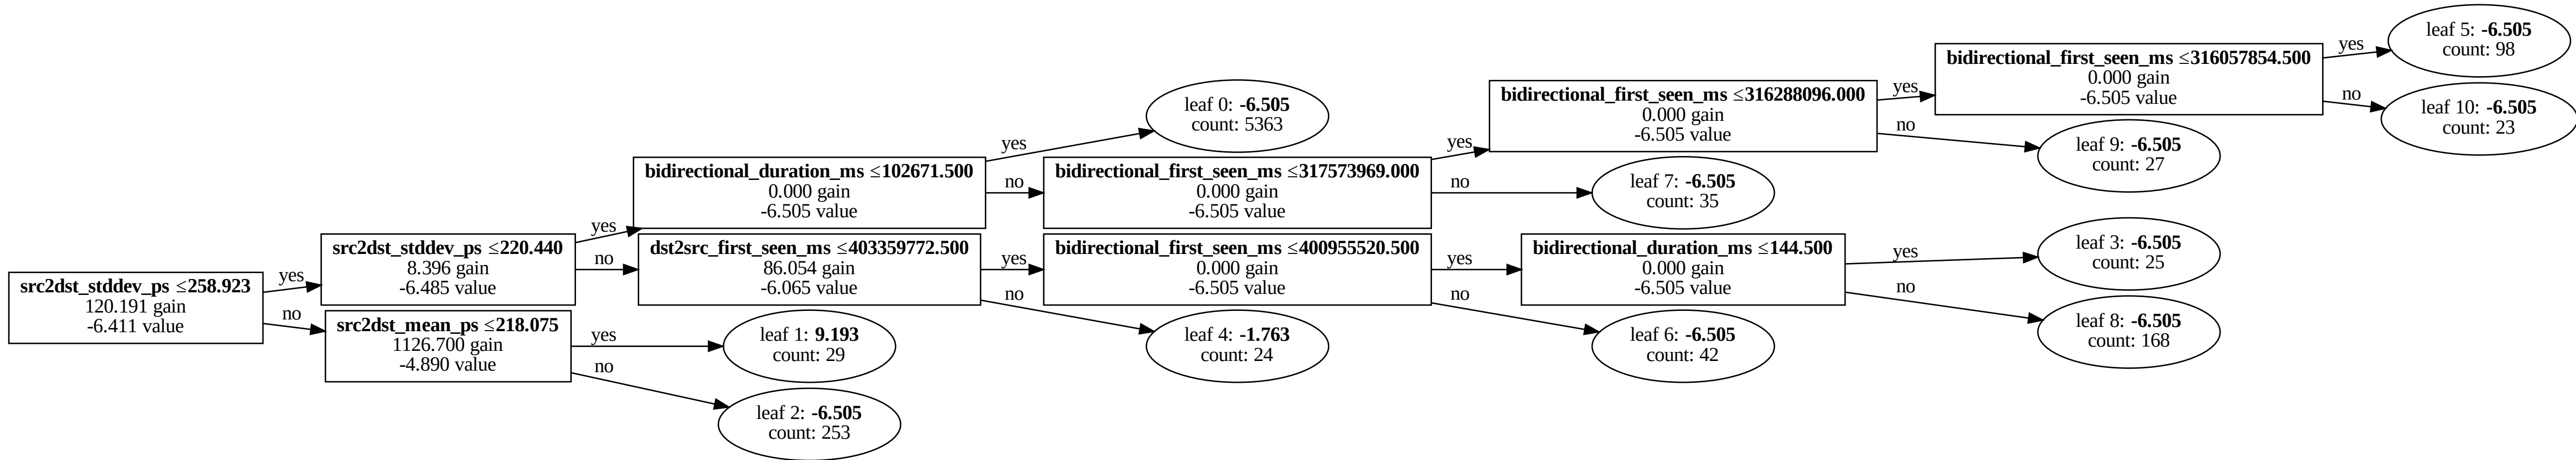 src2dst_stddev_ps ≤258.923
120.191 gain
-6.411 value
yes
no
src2dst_stddev_ps ≤220.440
8.396 gain
-6.485 value
yes
no
src2dst_mean_ps ≤218.075
1126.700 gain
-4.890 value
yes
no
bidirectional_duration_ms ≤102671.500
0.000 gain
-6.505 value
yes
no
dst2src_first_seen_ms ≤403359772.500
86.054 gain
-6.065 value
yes
no
leaf 1: 9.193
count: 29
leaf 2: -6.505
count: 253
leaf 0: -6.505
count: 5363
bidirectional_first_seen_ms ≤317573969.000
0.000 gain
-6.505 value
yes
no
bidirectional_first_seen_ms ≤400955520.500
0.000 gain
-6.505 value
yes
no
leaf 4: -1.763
count: 24
bidirectional_first_seen_ms ≤316288096.000
0.000 gain
-6.505 value
yes
no
leaf 7: -6.505
count: 35
bidirectional_duration_ms ≤144.500
0.000 gain
-6.505 value
yes
no
leaf 6: -6.505
count: 42
bidirectional_first_seen_ms ≤316057854.500
0.000 gain
-6.505 value
yes
no
leaf 9: -6.505
count: 27
leaf 3: -6.505
count: 25
leaf 8: -6.505
count: 168
leaf 5: -6.505
count: 98
leaf 10: -6.505
count: 23